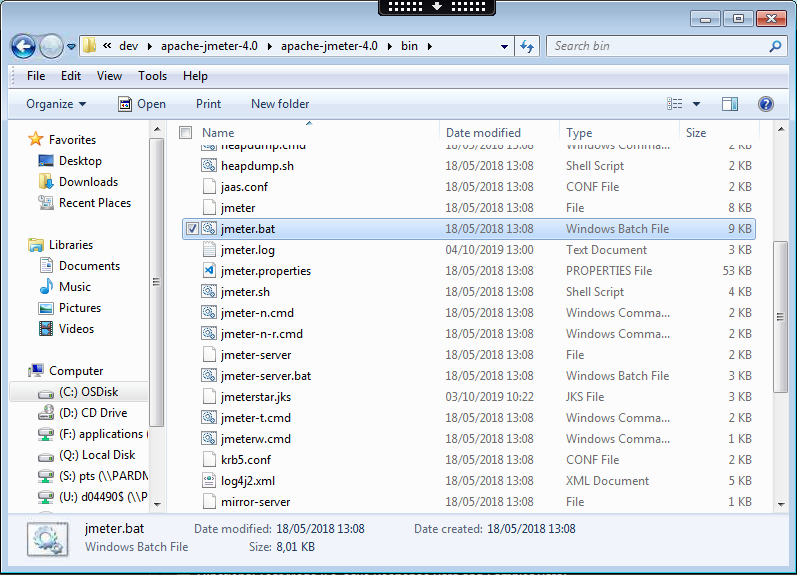 « dev apache-jmeter-4.0 apache-jmeter-4.0 bin Search bin
File Edit View Tools Help
Organize Open Print New folder
Favorites
Desktop
Downloads
Recent Places
Libraries
Documents
Music
Pictures
Videos
Computer
(C:) OSDisk
(D:) CD Drive
(F:) applications (
(Q:) Local Disk
(S:) pts (\\PARDN
(U:) d04490$ (\\P
Name Date modified Type Size
heapdump.cmd 18/05/2018 13:08 Windows Comma... 2 KB
heapdump.sh 18/05/2018 13:08 Shell Script 2 KB
jaas.conf 18/05/2018 13:08 CONF File 2 KB
jmeter 18/05/2018 13:08 File 8 KB
jmeter.bat 18/05/2018 13:08 Windows Batch File 9 KB
jmeter.log 04/10/2019 13:00 Text Document 3 KB
jmeter.properties 18/05/2018 13:08 PROPERTIES File 53 KB
jmeter.sh 18/05/2018 13:08 Shell Script 4 KB
jmeter-n.cmd 18/05/2018 13:08 Windows Comma... 2 KB
jmeter-n-r.cmd 18/05/2018 13:08 Windows Comma... 2 KB
jmeter-server 18/05/2018 13:08 File 2 KB
jmeter-server.bat 18/05/2018 13:08 Windows Batch File 3 KB
jmeterstar.jks 03/10/2019 10:22 JKS File 3 KB
jmeter-t.cmd 18/05/2018 13:08 Windows Comma... 2 KB
jmeterw.cmd 18/05/2018 13:08 Windows Comma... 1 KB
krb5.conf 18/05/2018 13:08 CONF File 2 KB
log4j2.xml 18/05/2018 13:08 XML Document 5 KB
mirror-server 18/05/2018 13:08 File 1 KB
jmeter.bat Date modified: 18/05/2018 13:08 Date created: 18/05/2018 13:08
Windows Batch File Size: 8,01 KB